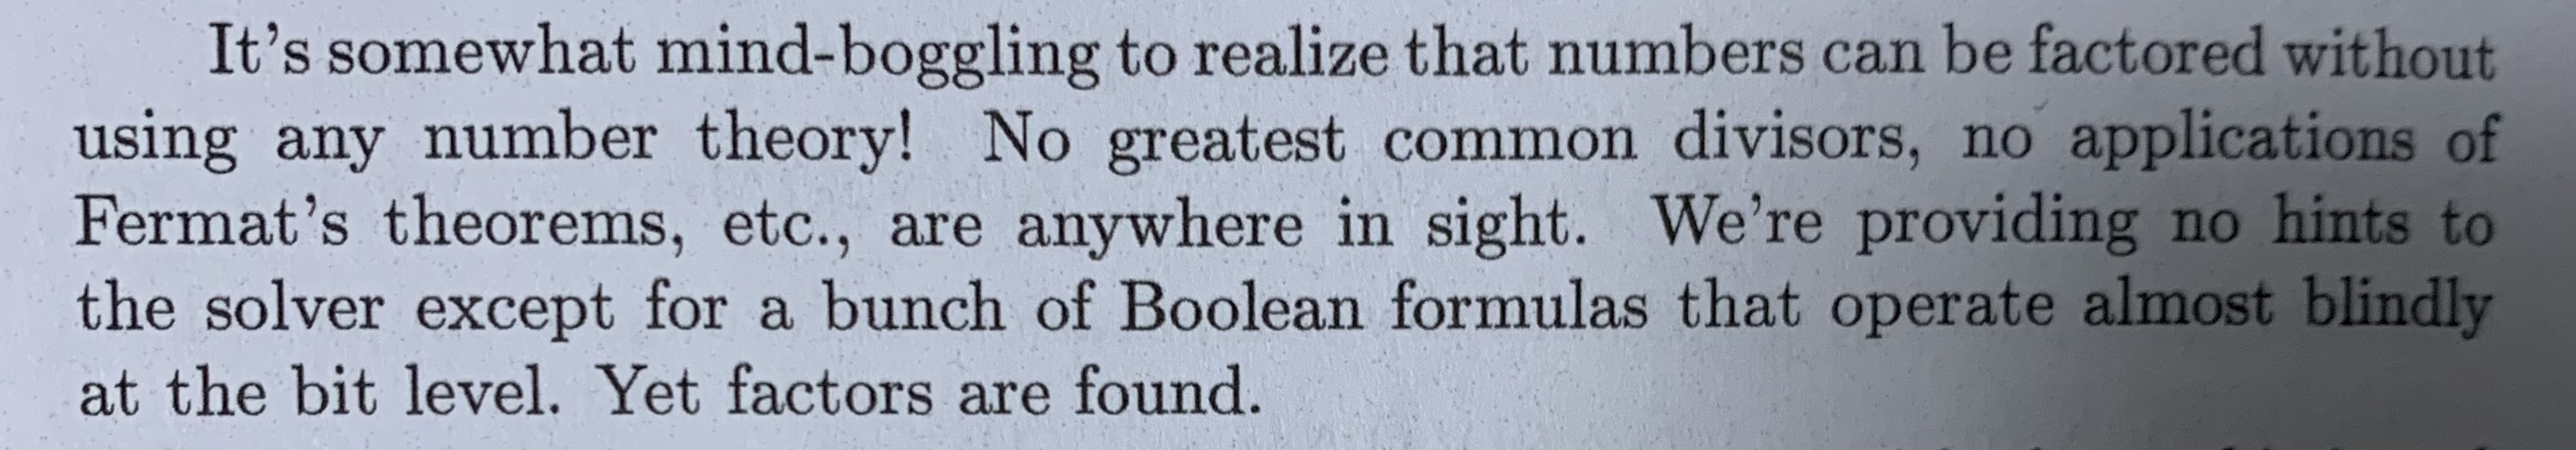 It's somewhat mind-boggling to realize that numbers can be factored without
using any number theory! No greatest common divisors, no applications of
Fermat's theorems, etc., are anywhere in sight. We're providing no hints to
the solver except for a bunch of Boolean formulas that operate almost blindly
at the bit level. Yet factors are found.